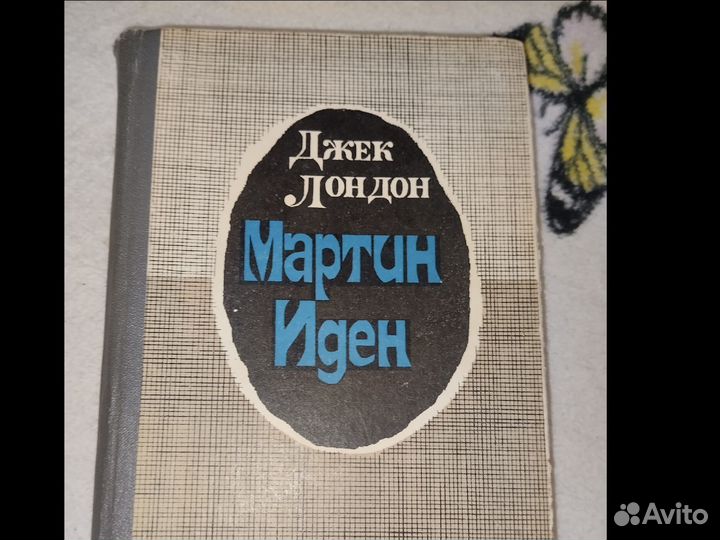 Джек
Лондон
Мартин
Иден
Avito